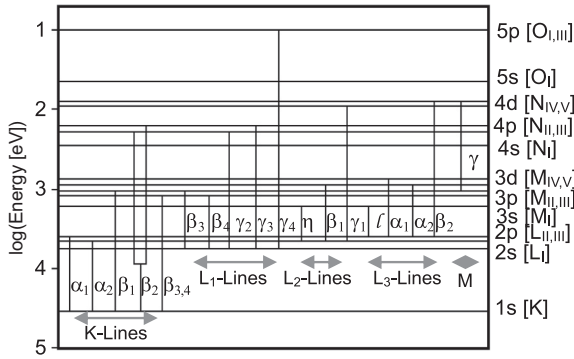 log(Energy [eV])
1
2
3
4
5
5p [O_I,III]
5s [O_I]
4d [N_IV,V]
4p [N_II,III]
4s [N_I]
3d [M_IV,V]
3p [M_II,III]
3s [M_I]
2p [L_II,III]
2s [L_I]
1s [K]
γ
β3 β4 γ2 γ3 γ4 η β1 γ1 l α1 α2 β2
L1-Lines L2-Lines L3-Lines M
α1 α2 β1 β2 β3,4
K-Lines